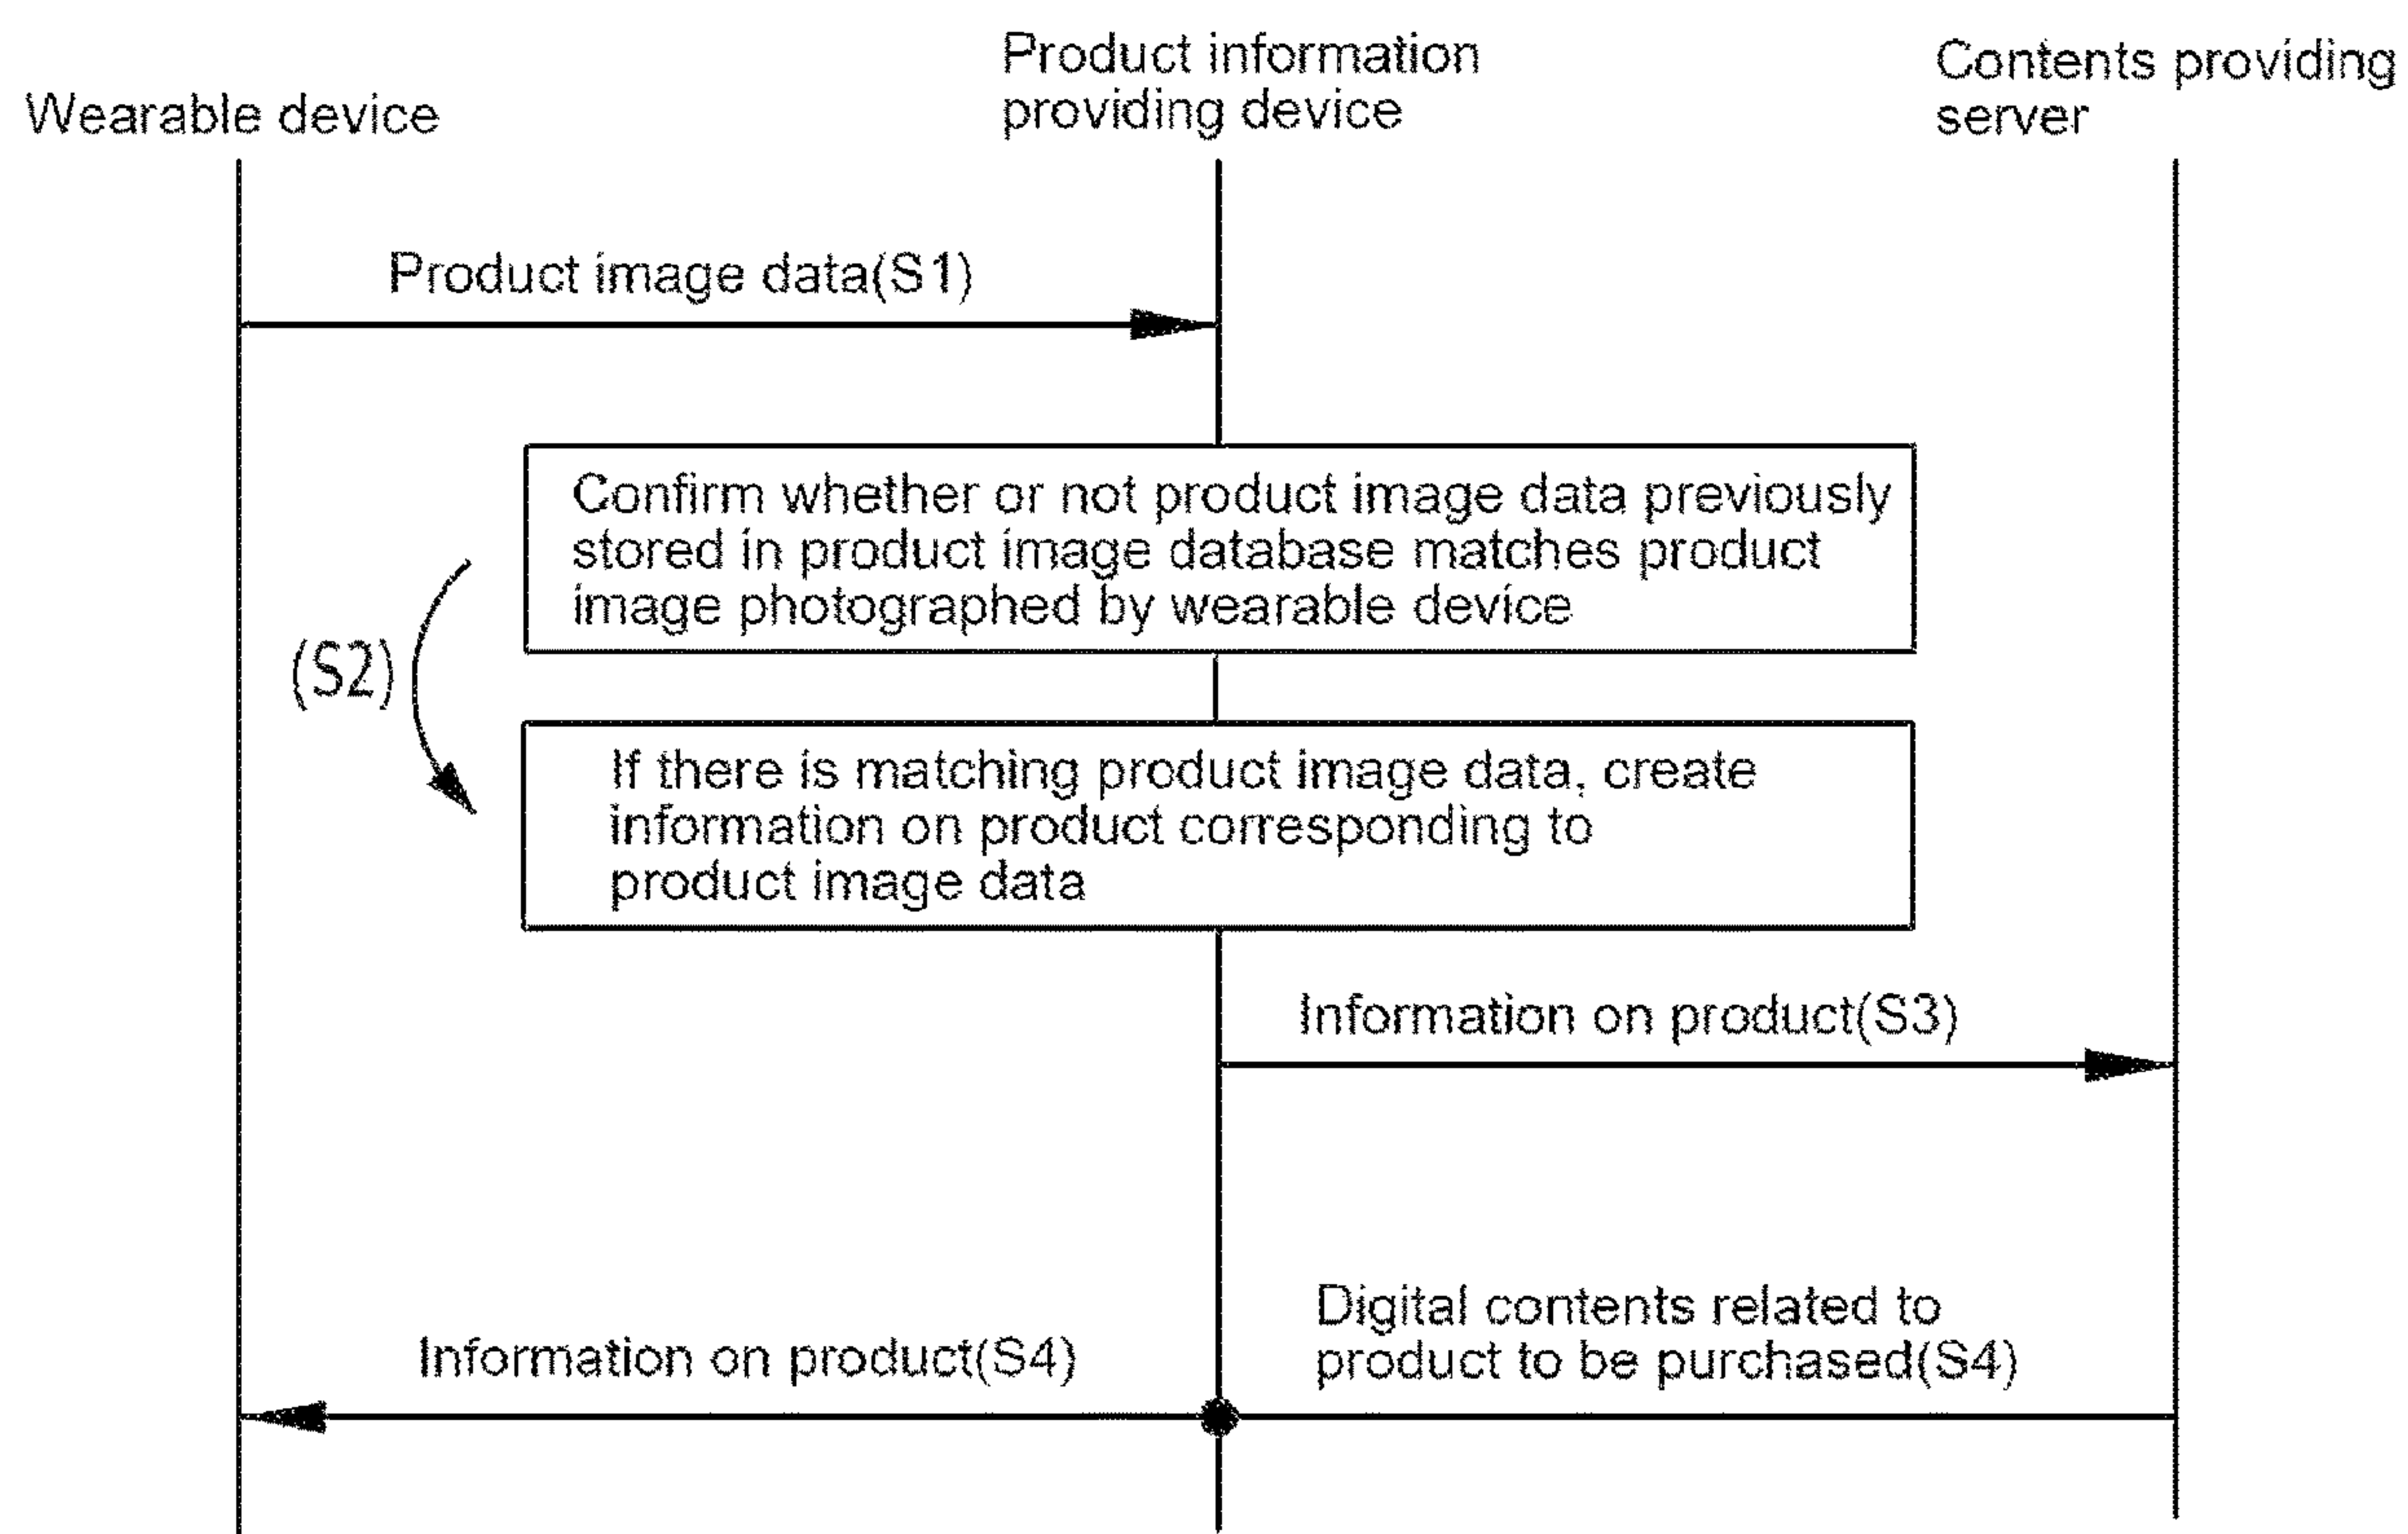 Wearable device
Product information
providing device
Contents providing
server
Product image data(S1)
Confirm whether or not product image data previously
stored in product image database matches product
image photographed by wearable device
(S2)
If there is matching product image data, create
information on product corresponding to
product image data
Information on product(S3)
Digital contents related to
product to be purchased(S4)
Information on product(S4)